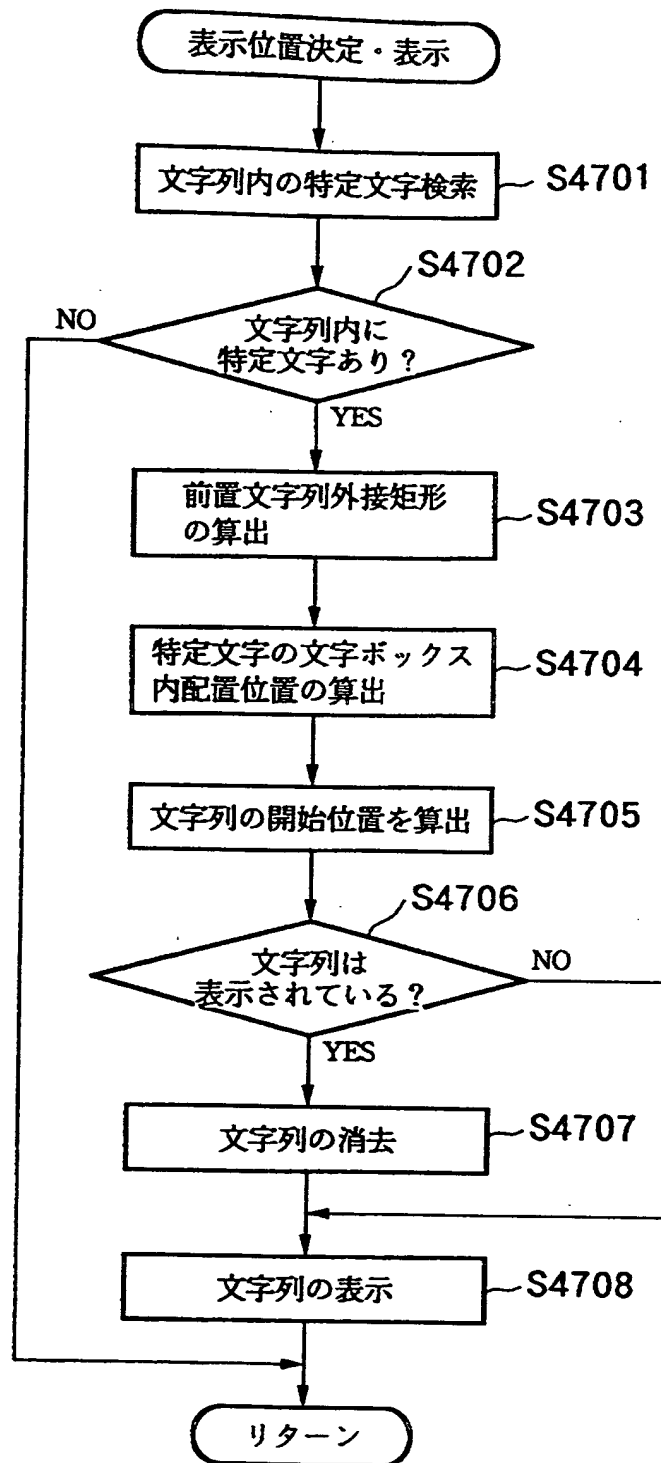 表示位置決定・表示
文字列内の特定文字検索
S4701
S4702
NO
文字列内に
特定文字あり?
YES
前置文字列外接矩形
の算出
S4703
特定文字の文字ボックス
内配置位置の算出
S4704
文字列の開始位置を算出
S4705
S4706
文字列は
表示されている?
NO
YES
文字列の消去
S4707
文字列の表示
S4708
リターン